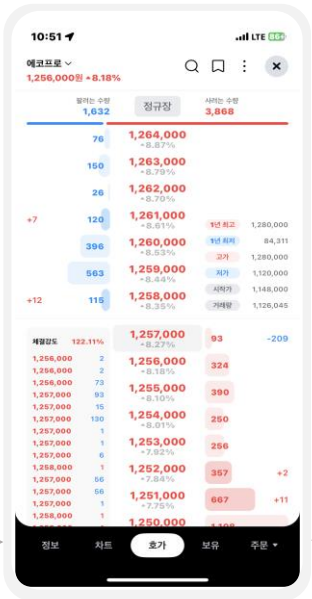 10:51 LTE 86
에코프로
1,256,000원 8.18%
팔려는 수량 정규장 사려는 수량
1,632 3,868
76 1,264,000
+8.87%
150 1,263,000
+8.79%
26 1,262,000
+8.70%
+7 120 1,261,000
+8.61% 1년 최고 1,280,000
396 1,260,000 1년 최저 84,311
+8.53% 고가 1,280,000
563 1,259,000 저가 1,120,000
+8.44% 시작가 1,148,000
+12 115 1,258,000 거래량 1,126,045
+8.35%
체결강도 122.11% 1,257,000 93 -209
+8.27%
1,256,000 2 1,256,000 324
1,256,000 2 +8.18%
1,256,000 73
1,257,000 93 1,255,000 390
1,257,000 15 +8.10%
1,257,000 130 1,254,000 250
1,257,000 1 +8.01%
1,257,000 1 1,253,000 256
1,257,000 6 +7.92%
1,258,000 1 1,252,000 357 +2
1,257,000 56 +7.84%
1,257,000 56 1,251,000 667 +11
1,257,000 1 +7.75%
1,258,000 1
1,250,000 1,108
정보 차트 호가 보유 주문